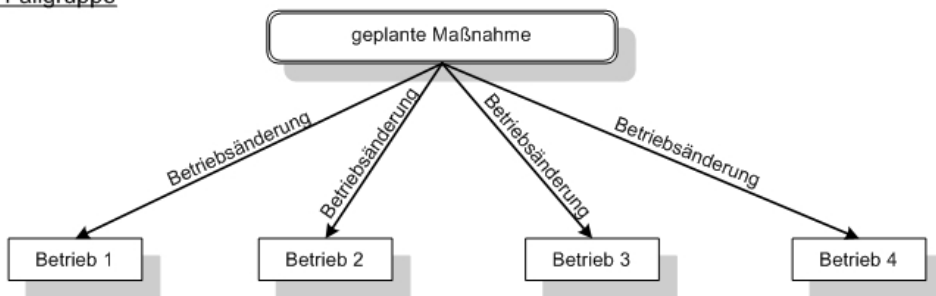 Fallgruppe
geplante Maßnahme
Betriebsänderung
Betriebsänderung
Betriebsänderung
Betriebsänderung
Betrieb 1
Betrieb 2
Betrieb 3
Betrieb 4